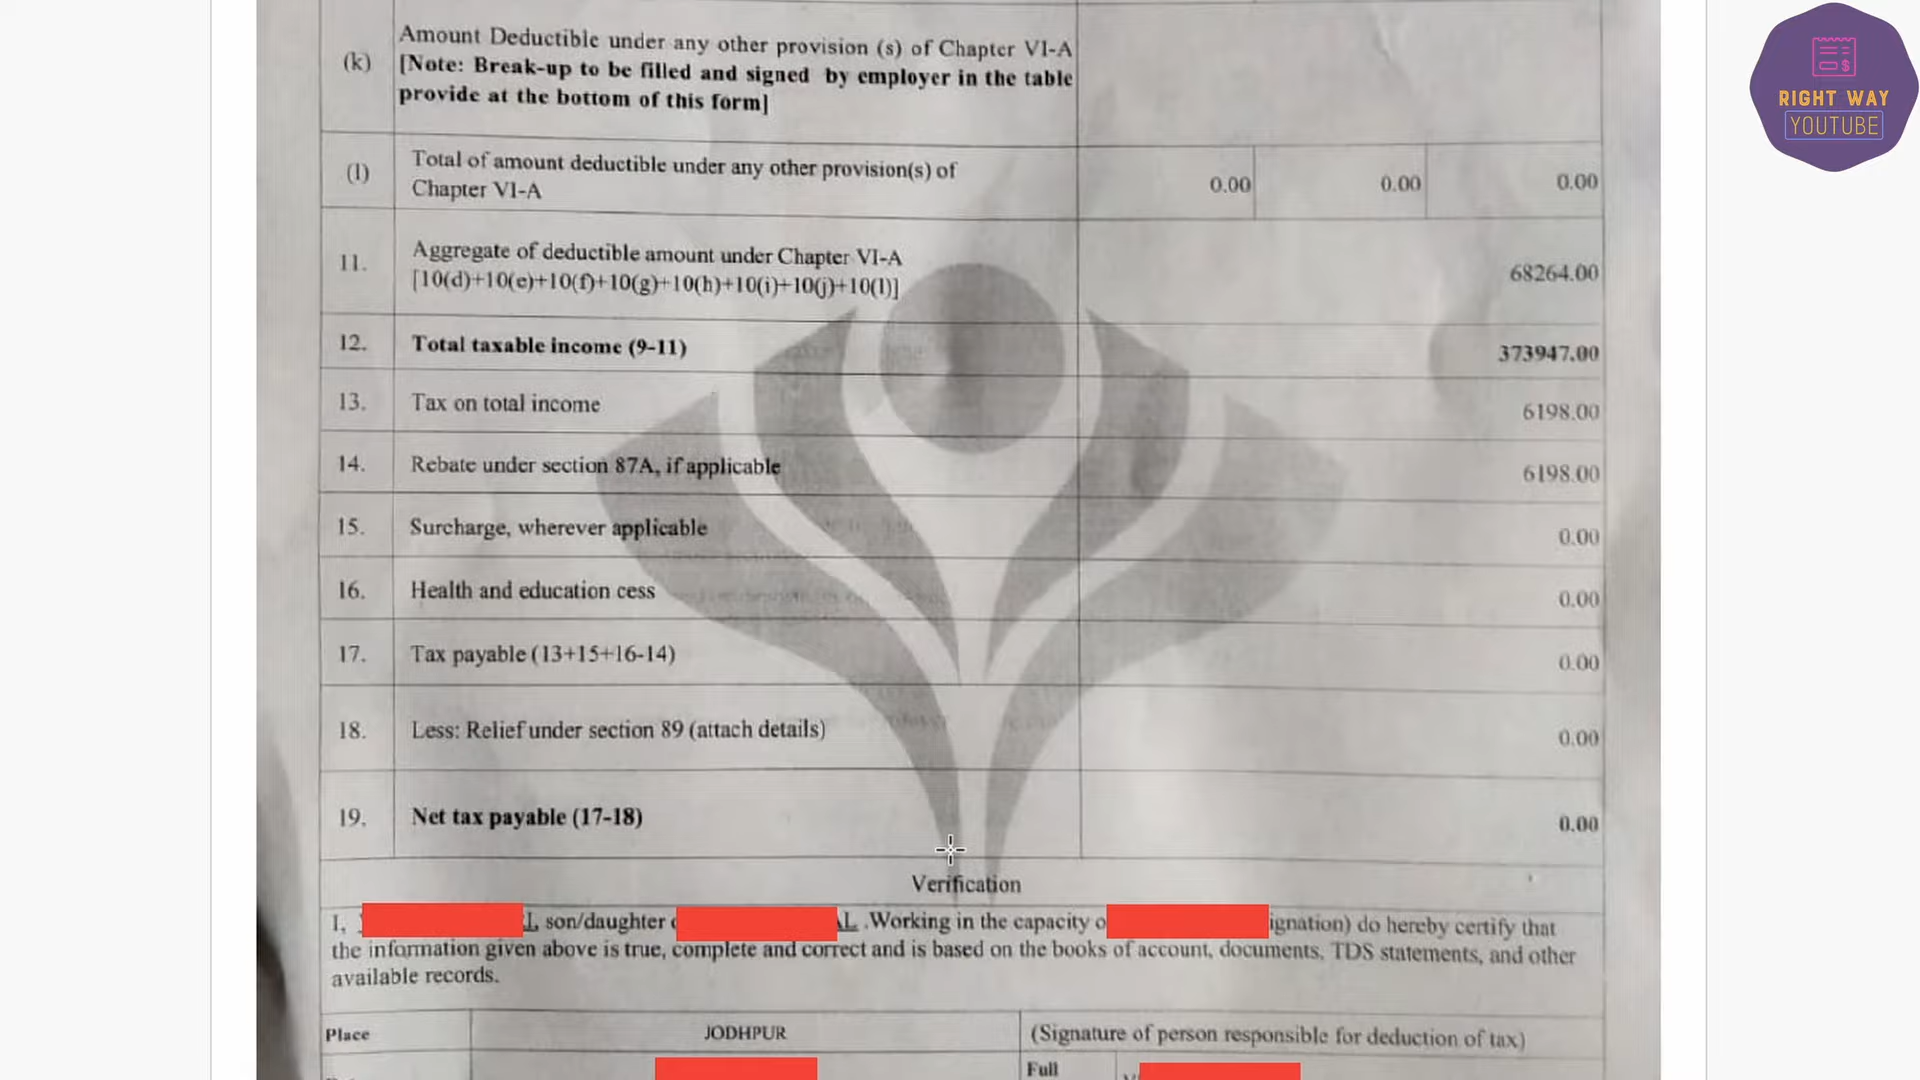 RIGHT WAY
YOUTUBE
(k)
Amount Deductible under any other provision (s) of Chapter VI-A
[Note: Break-up to be filled and signed by employer in the table
provide at the bottom of this form]
(l) Total of amount deductible under any other provision(s) of
Chapter VI-A
0.00 0.00 0.00
11. Aggregate of deductible amount under Chapter VI-A
[10(d)+10(e)+10(f)+10(g)+10(h)+10(i)+10(j)+10(l)]
68264.00
12. Total taxable income (9-11) 373947.00
13. Tax on total income 6198.00
14. Rebate under section 87A, if applicable 6198.00
15. Surcharge, wherever applicable 0.00
16. Health and education cess 0.00
17. Tax payable (13+15+16-14) 0.00
18. Less: Relief under section 89 (attach details) 0.00
19. Net tax payable (17-18) 0.00
Verification
I, son/daughter .Working in the capacity ignation) do hereby certify that
the information given above is true, complete and correct and is based on the books of account, documents, TDS statements, and other
available records.
Place JODHPUR (Signature of person responsible for deduction of tax)
Full